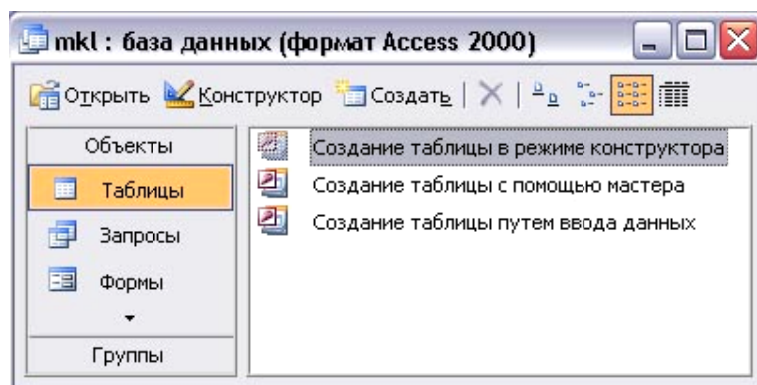 mkl : база данных (формат Access 2000)
Открыть Конструктор Создать
Объекты
Таблицы
Запросы
Формы
Группы
Создание таблицы в режиме конструктора
Создание таблицы с помощью мастера
Создание таблицы путем ввода данных